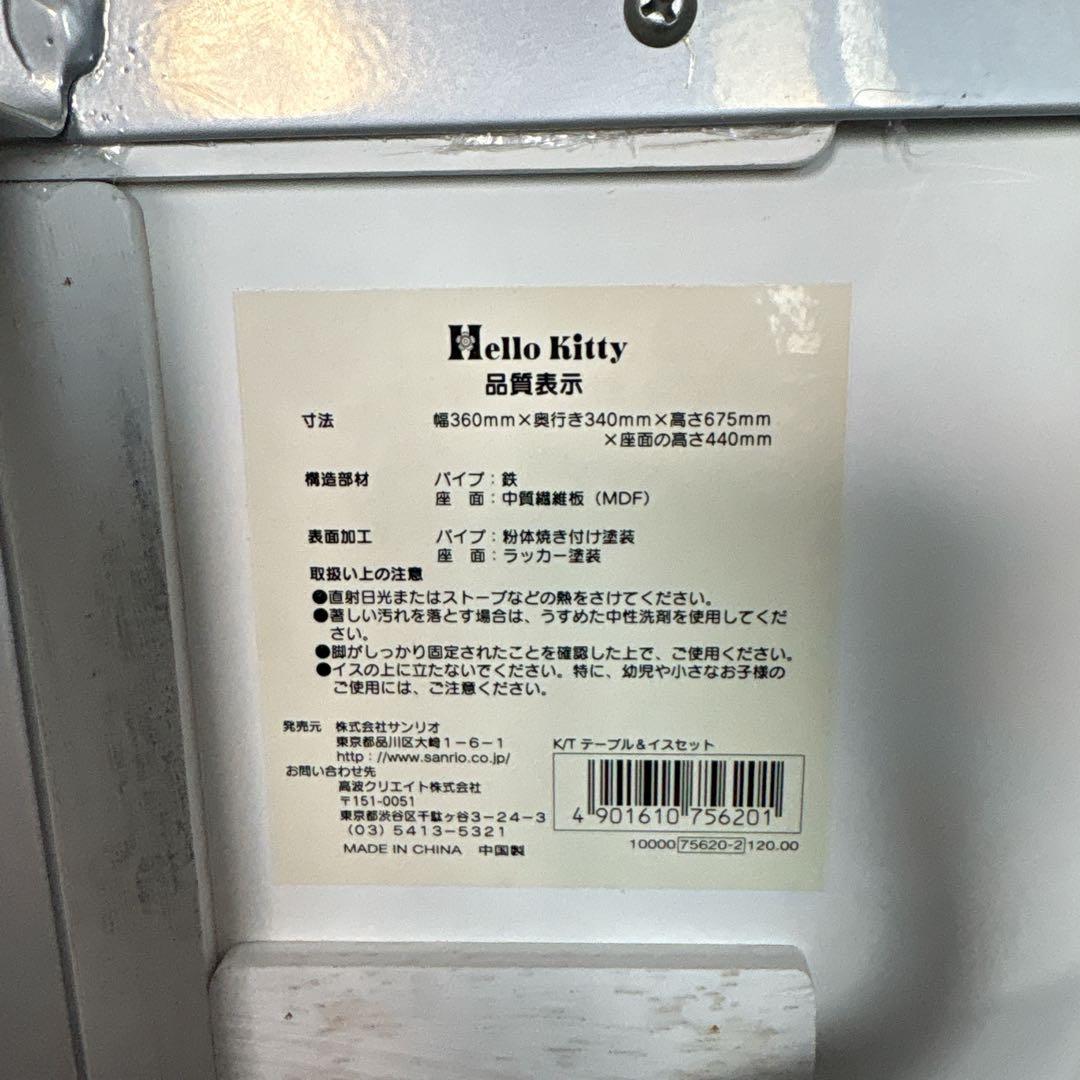 Hello Kitty
品質表示
寸法 幅360mm×奥行き340mm×高さ675mm
×座面の高さ440mm
構造部材 パイプ：鉄
座 面：中質繊維板（MDF）
表面加工 パイプ：粉体焼き付け塗装
座 面：ラッカー塗装
取扱い上の注意
●直射日光またはストーブなどの熱をさけてください。
●著しい汚れを落とす場合は、うすめた中性洗剤を使用してくだ
さい。
●脚がしっかり固定されたことを確認した上で、ご使用ください。
●イスの上に立たないでください。特に、幼児や小さなお子様の
ご使用には、ご注意ください。
発売元 株式会社サンリオ
東京都品川区大崎1-6-1
http://www.sanrio.co.jp/
お問い合わせ先
高波クリエイト株式会社
〒151-0051
東京都渋谷区千駄ヶ谷3-24-3
（03）5413-5321
MADE IN CHINA 中国製
K/T テーブル＆イスセット
4 901610 756201
10000 75620-2 120.00